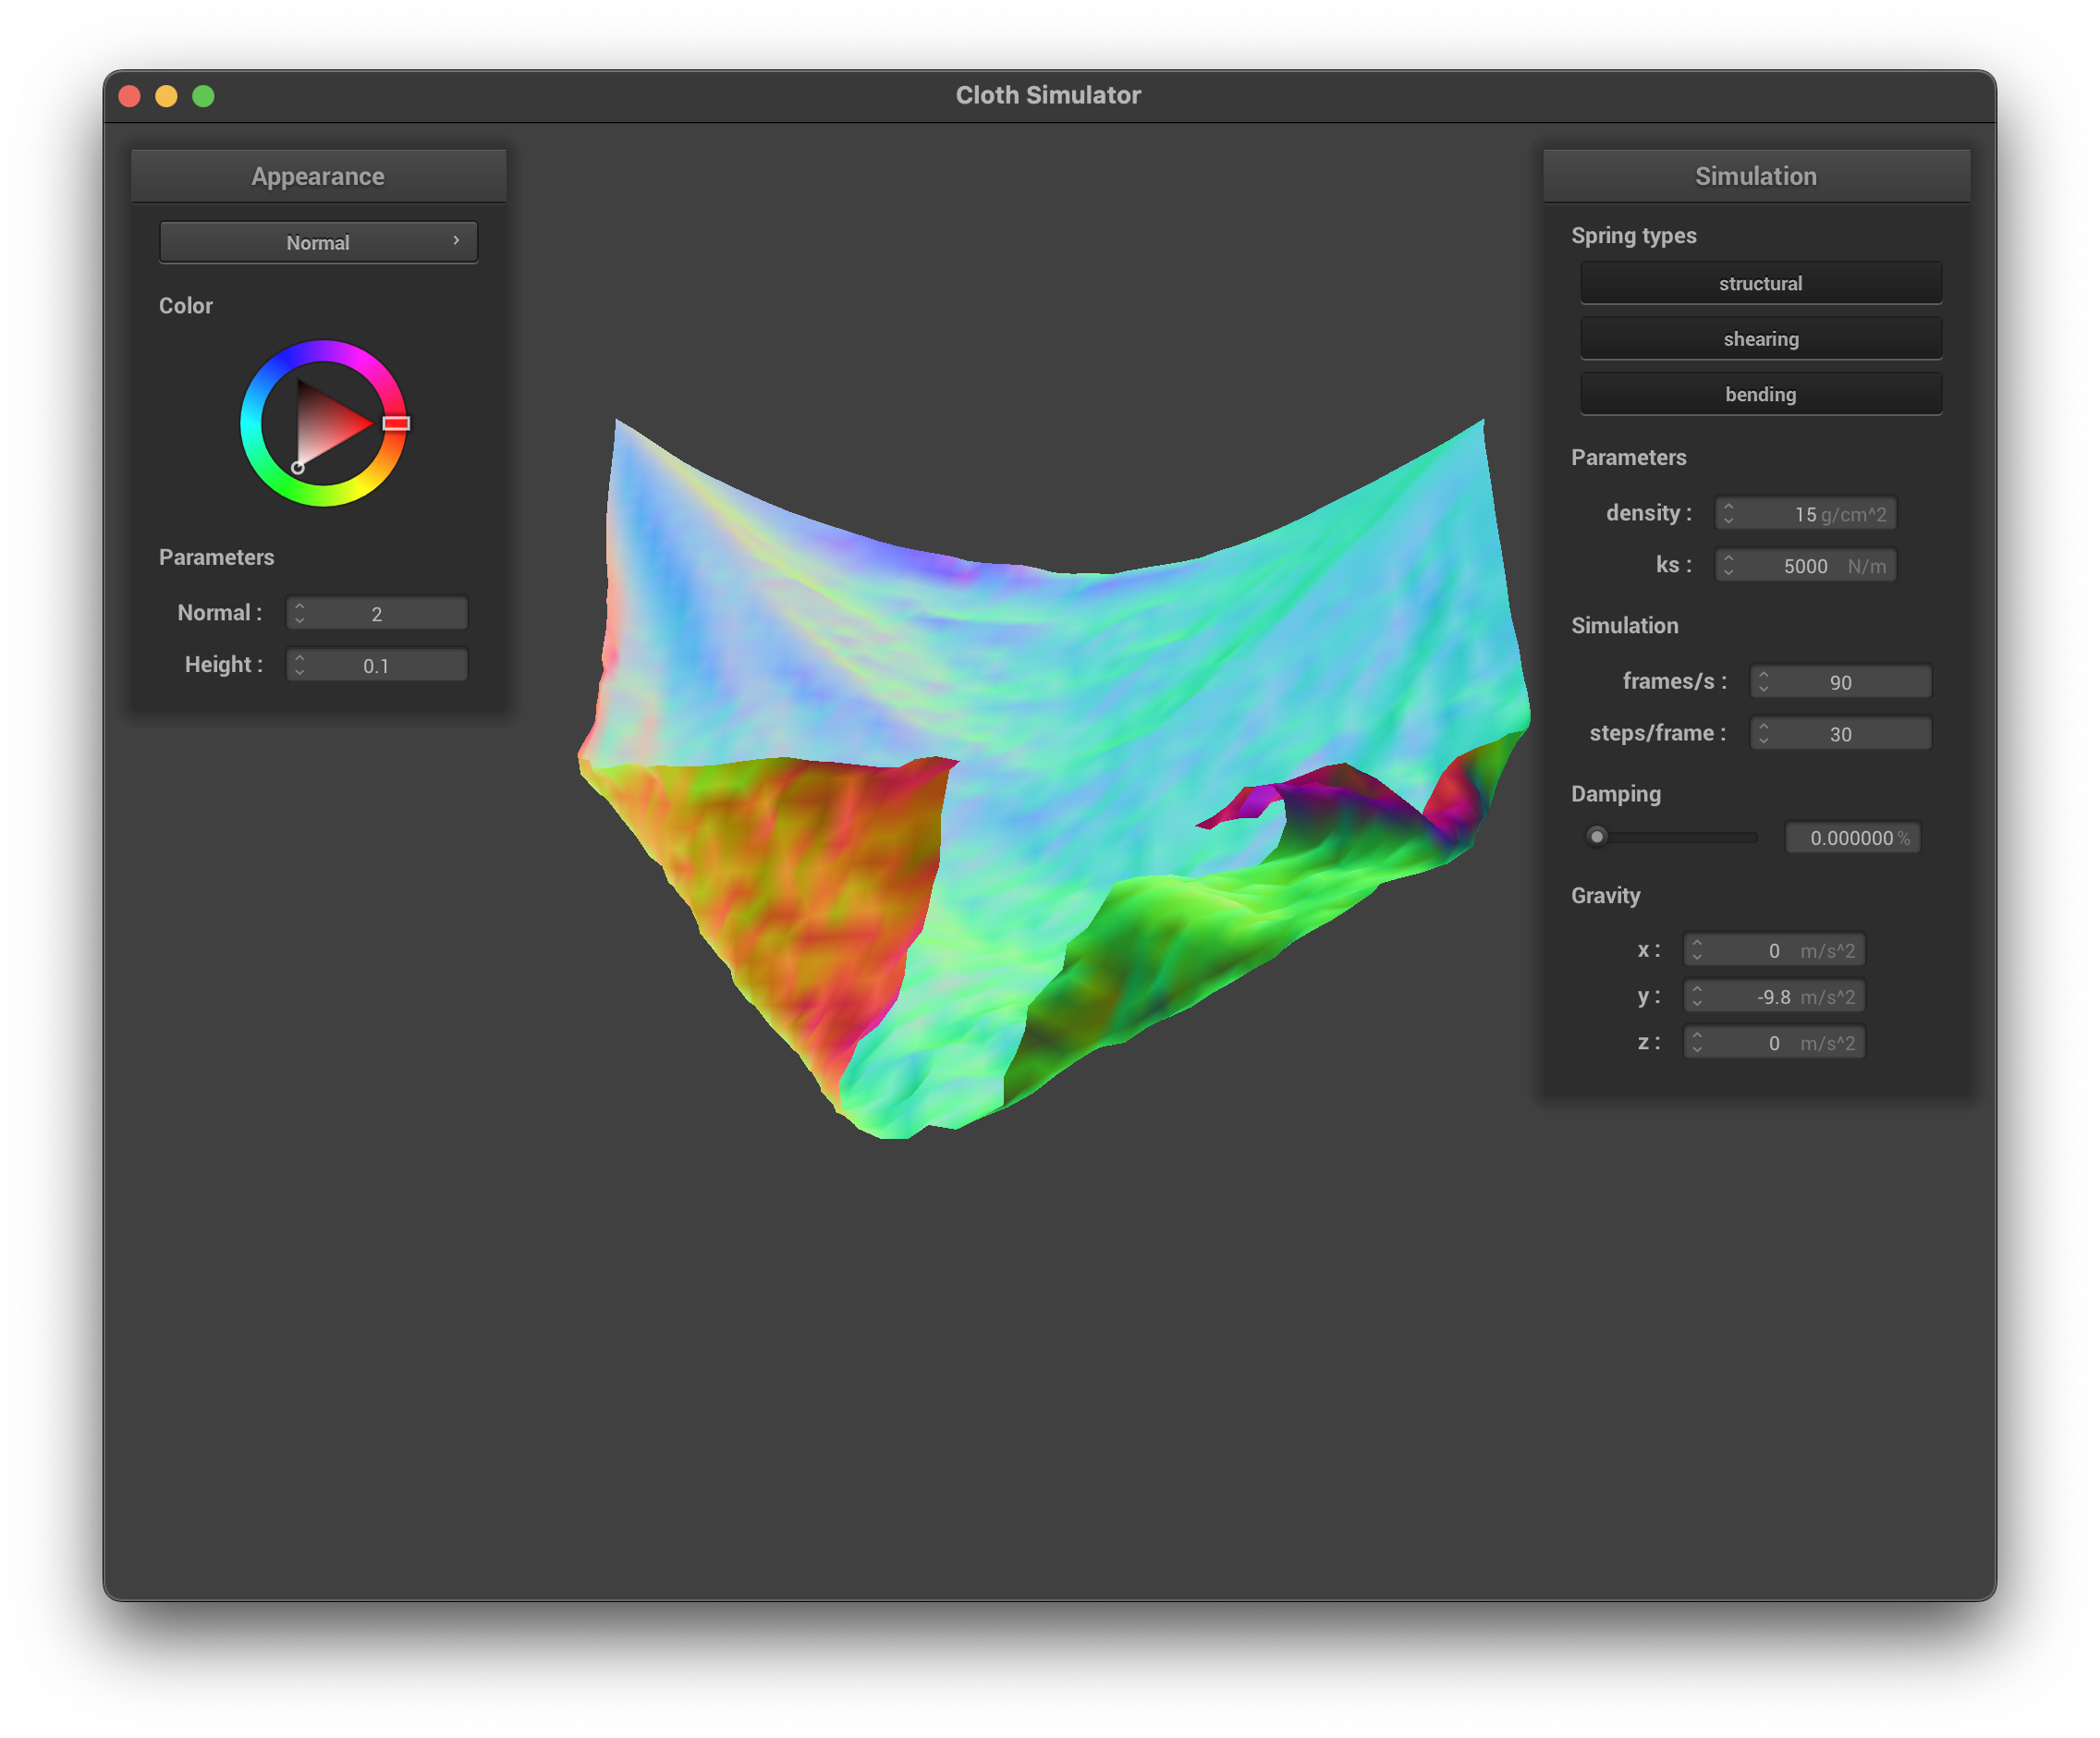 Cloth Simulator
Appearance
Normal
Color
Parameters
Normal : 2
Height : 0.1
Simulation
Spring types
structural
shearing
bending
Parameters
density : 15 g/cm^2
ks : 5000 N/m
Simulation
frames/s : 90
steps/frame : 30
Damping
0.000000 %
Gravity
x : 0 m/s^2
y : -9.8 m/s^2
z : 0 m/s^2